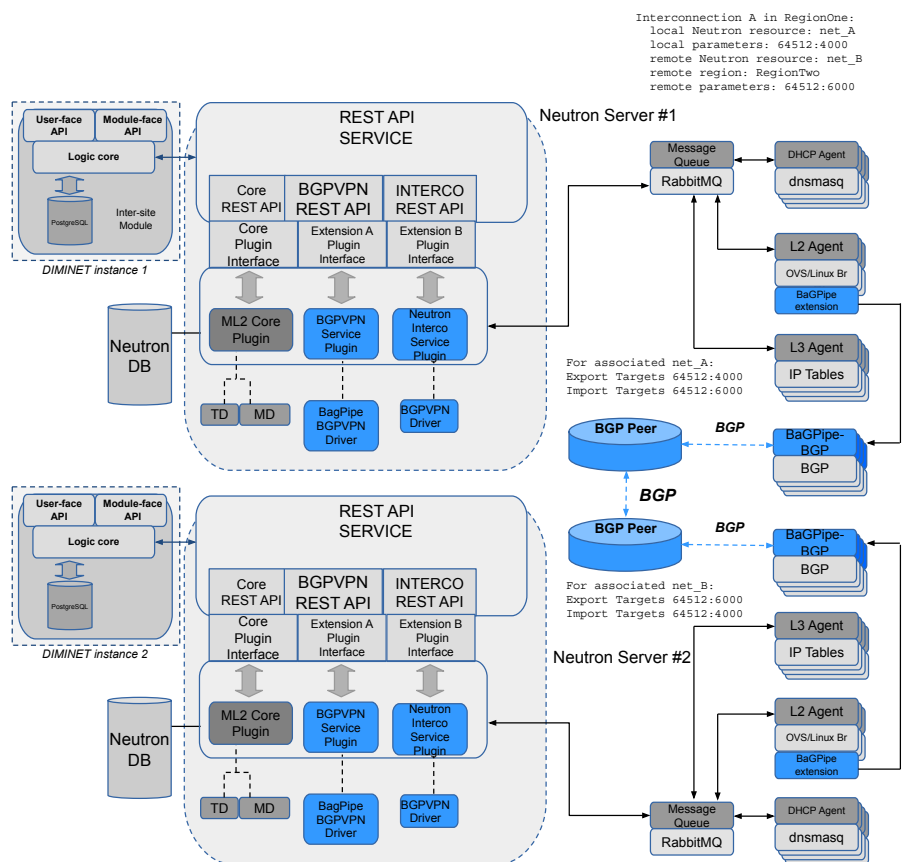 Interconnection A in RegionOne:
local Neutron resource: net_A
local parameters: 64512:4000
remote Neutron resource: net_B
remote region: RegionTwo
remote parameters: 64512:6000
User-face
API
Module-face
API
Logic core
PostgreSQL
Inter-site
Module
DIMINET instance 1
REST API
SERVICE
Neutron Server #1
Core
REST API
BGPVPN
REST API
INTERCO
REST API
Core
Plugin
Interface
Extension A
Plugin
Interface
Extension B
Plugin
Interface
ML2 Core
Plugin
BGPVPN
Service
Plugin
Neutron
Interco
Service
Plugin
Neutron
DB
TD
MD
BagPipe
BGPVPN
Driver
BGPVPN
Driver
Message
Queue
RabbitMQ
DHCP Agent
dnsmasq
L2 Agent
OVS/Linux Br
BaGPipe
extension
L3 Agent
IP Tables
For associated net_A:
Export Targets 64512:4000
Import Targets 64512:6000
BGP Peer
BGP
BaGPipe-
BGP
BGP
BGP
BGP Peer
BGP
BaGPipe-
BGP
BGP
For associated net_B:
Export Targets 64512:6000
Import Targets 64512:4000
User-face
API
Module-face
API
Logic core
PostgreSQL
DIMINET instance 2
REST API
SERVICE
Neutron Server #2
Core
REST API
BGPVPN
REST API
INTERCO
REST API
Core
Plugin
Interface
Extension A
Plugin
Interface
Extension B
Plugin
Interface
ML2 Core
Plugin
BGPVPN
Service
Plugin
Neutron
Interco
Service
Plugin
Neutron
DB
TD
MD
BagPipe
BGPVPN
Driver
BGPVPN
Driver
L3 Agent
IP Tables
L2 Agent
OVS/Linux Br
BaGPipe
extension
Message
Queue
RabbitMQ
DHCP Agent
dnsmasq